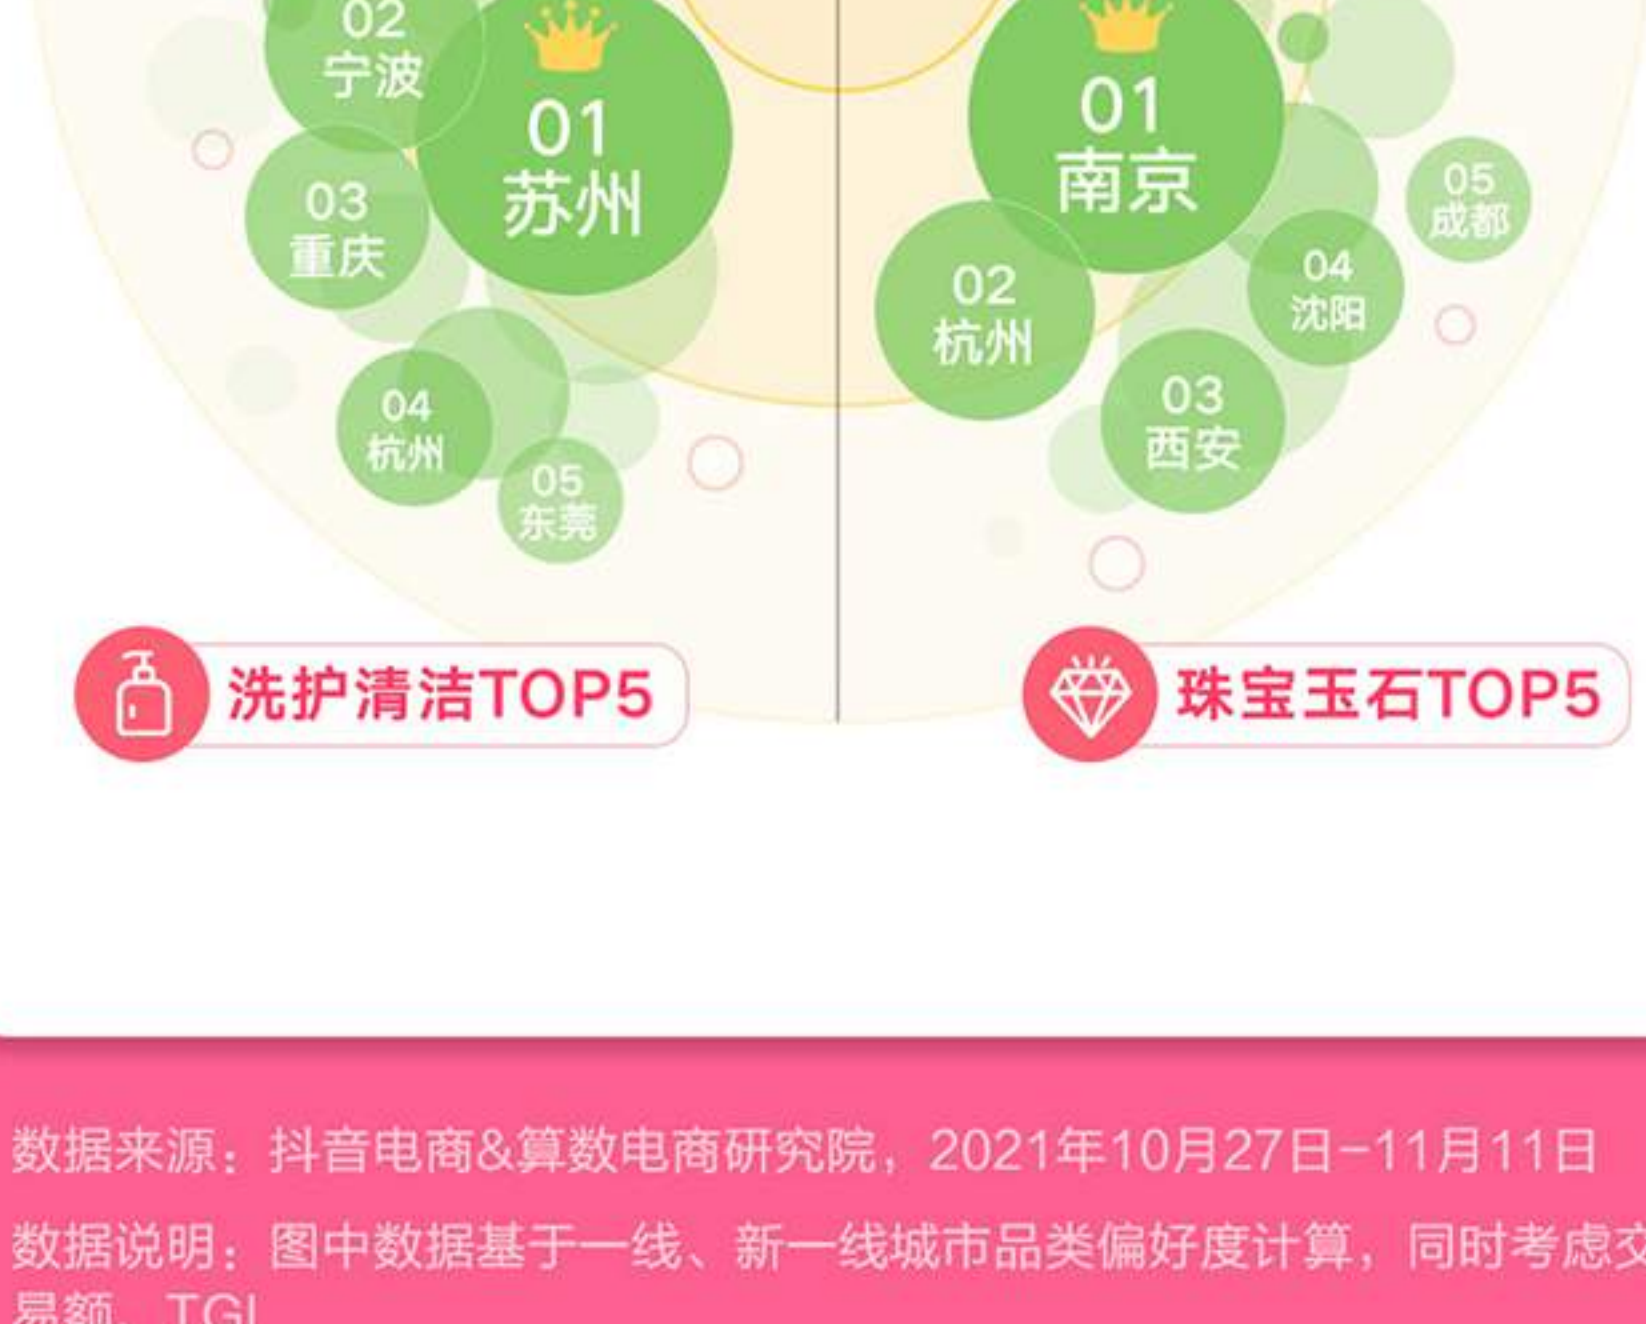 02
宁波
01
苏州
03
重庆
04
杭州
05
东莞
01
南京
02
杭州
03
西安
04
沈阳
05
成都
洗护清洁TOP5
珠宝玉石TOP5
数据来源：抖音电商&算数电商研究院，2021年10月27日-11月11日
数据说明：图中数据基于一线、新一线城市品类偏好度计算，同时考虑交
易额、TGI